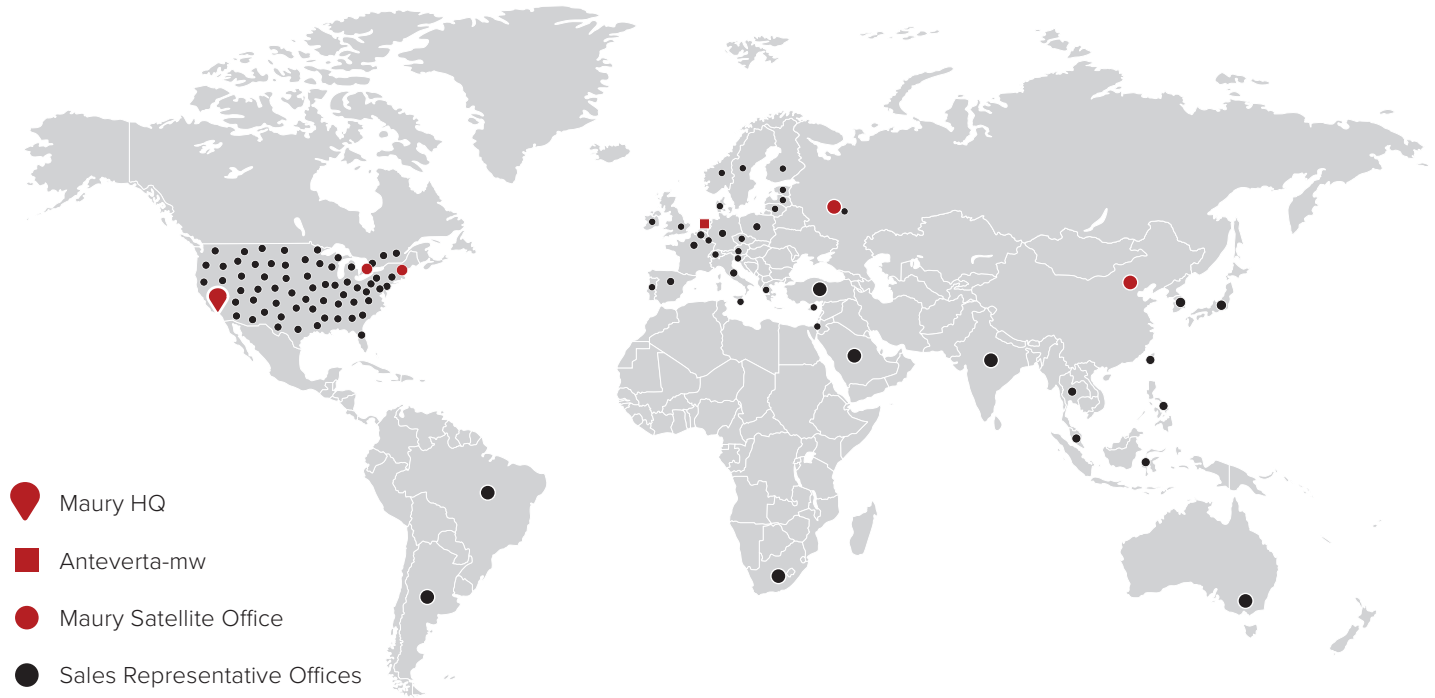 Maury HQ
Anteverta-mw
Maury Satellite Office
Sales Representative Offices